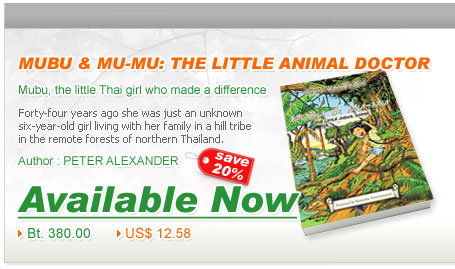 MUBU & MU-MU: THE LITTLE ANIMAL DOCTOR
Mubu, the little Thai girl who made a difference
Forty-four years ago she was just an unknown
six-year-old girl living with her family in a hill tribe
in the remote forests of northern Thailand.
Author : PETER ALEXANDER
save
20%
Available Now
Bt. 380.00
US$ 12.58